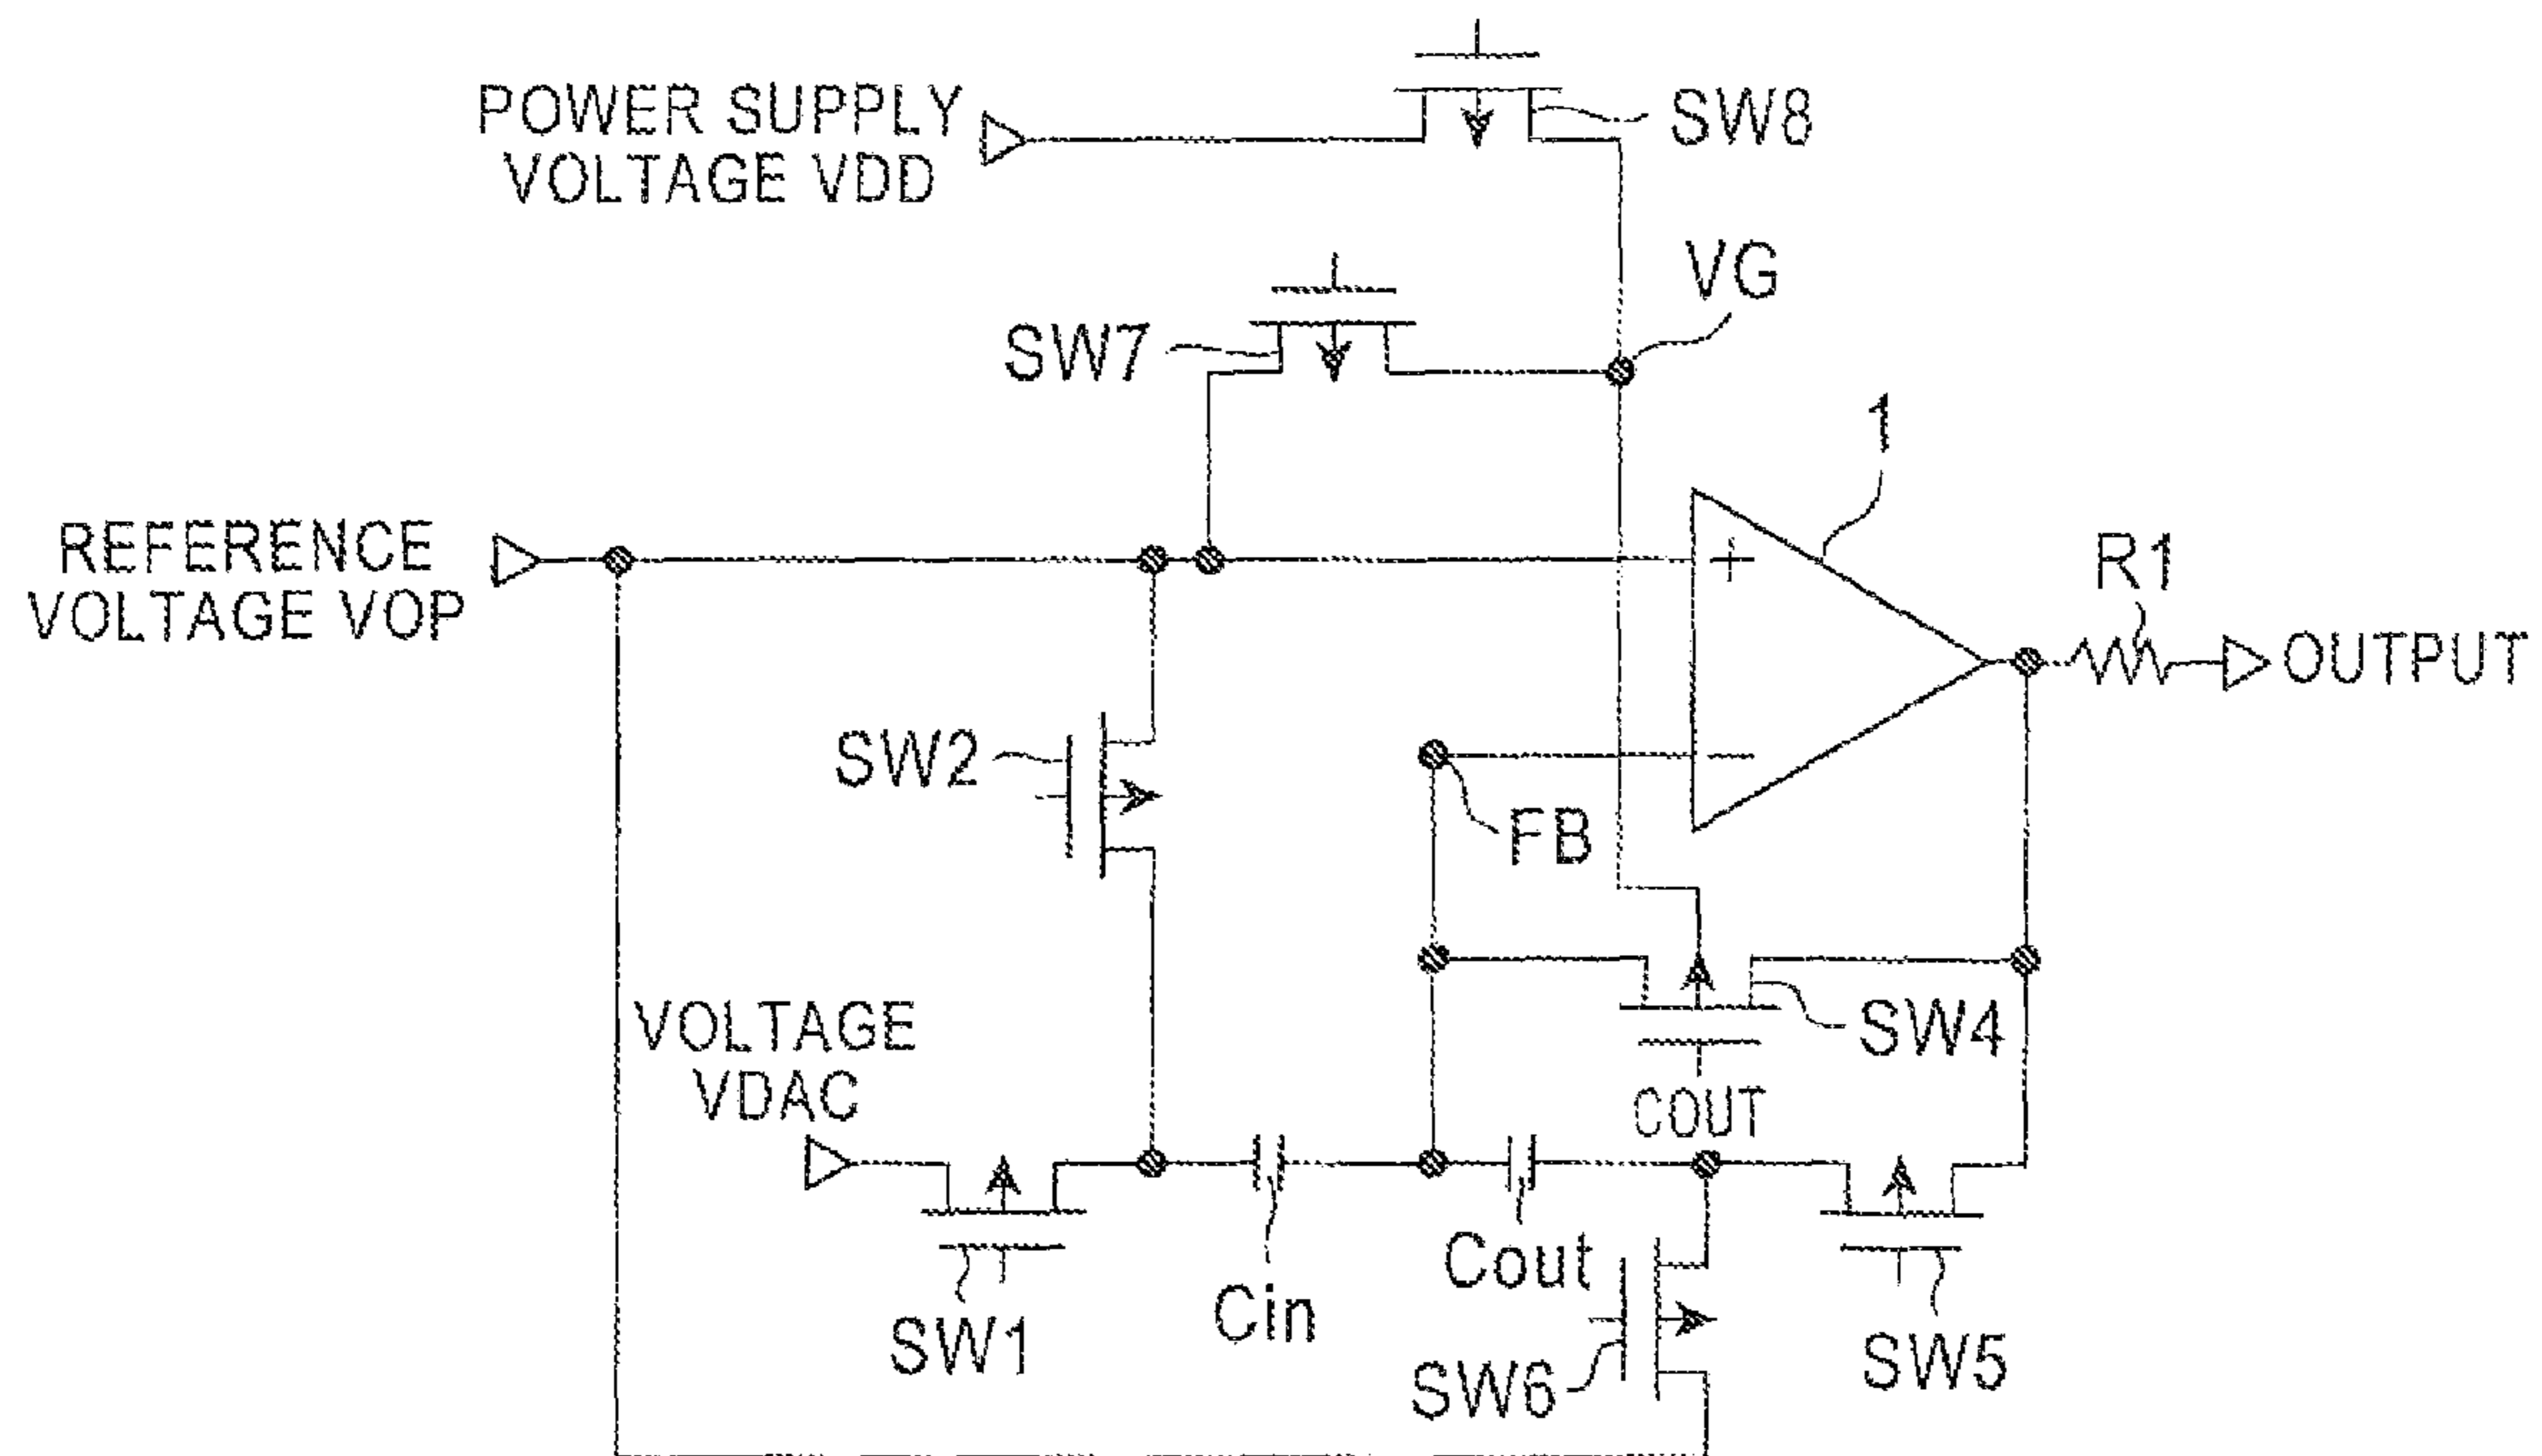 POWER SUPPLY
VOLTAGE VDD
SW8
VG
SW7
1
REFERENCE
VOLTAGE VOP
+
R1
OUTPUT
SW2
−
FB
VOLTAGE
VDAC
SW4
COUT
Cout
Cin
SW1
SW6
SW5